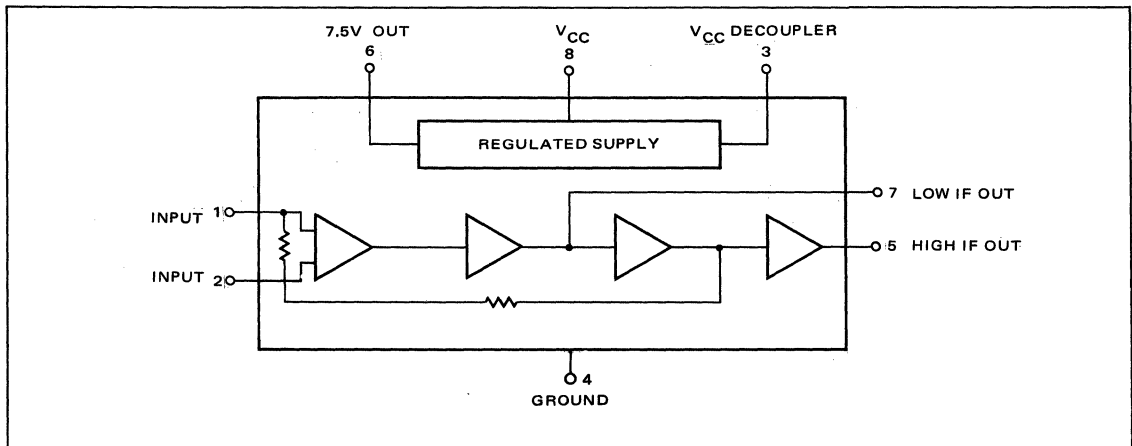 7.5V OUT
6
VCC
8
VCC DECOUPLER
3
REGULATED SUPPLY
INPUT 1
7 LOW IF OUT
5 HIGH IF OUT
INPUT 2
4
GROUND